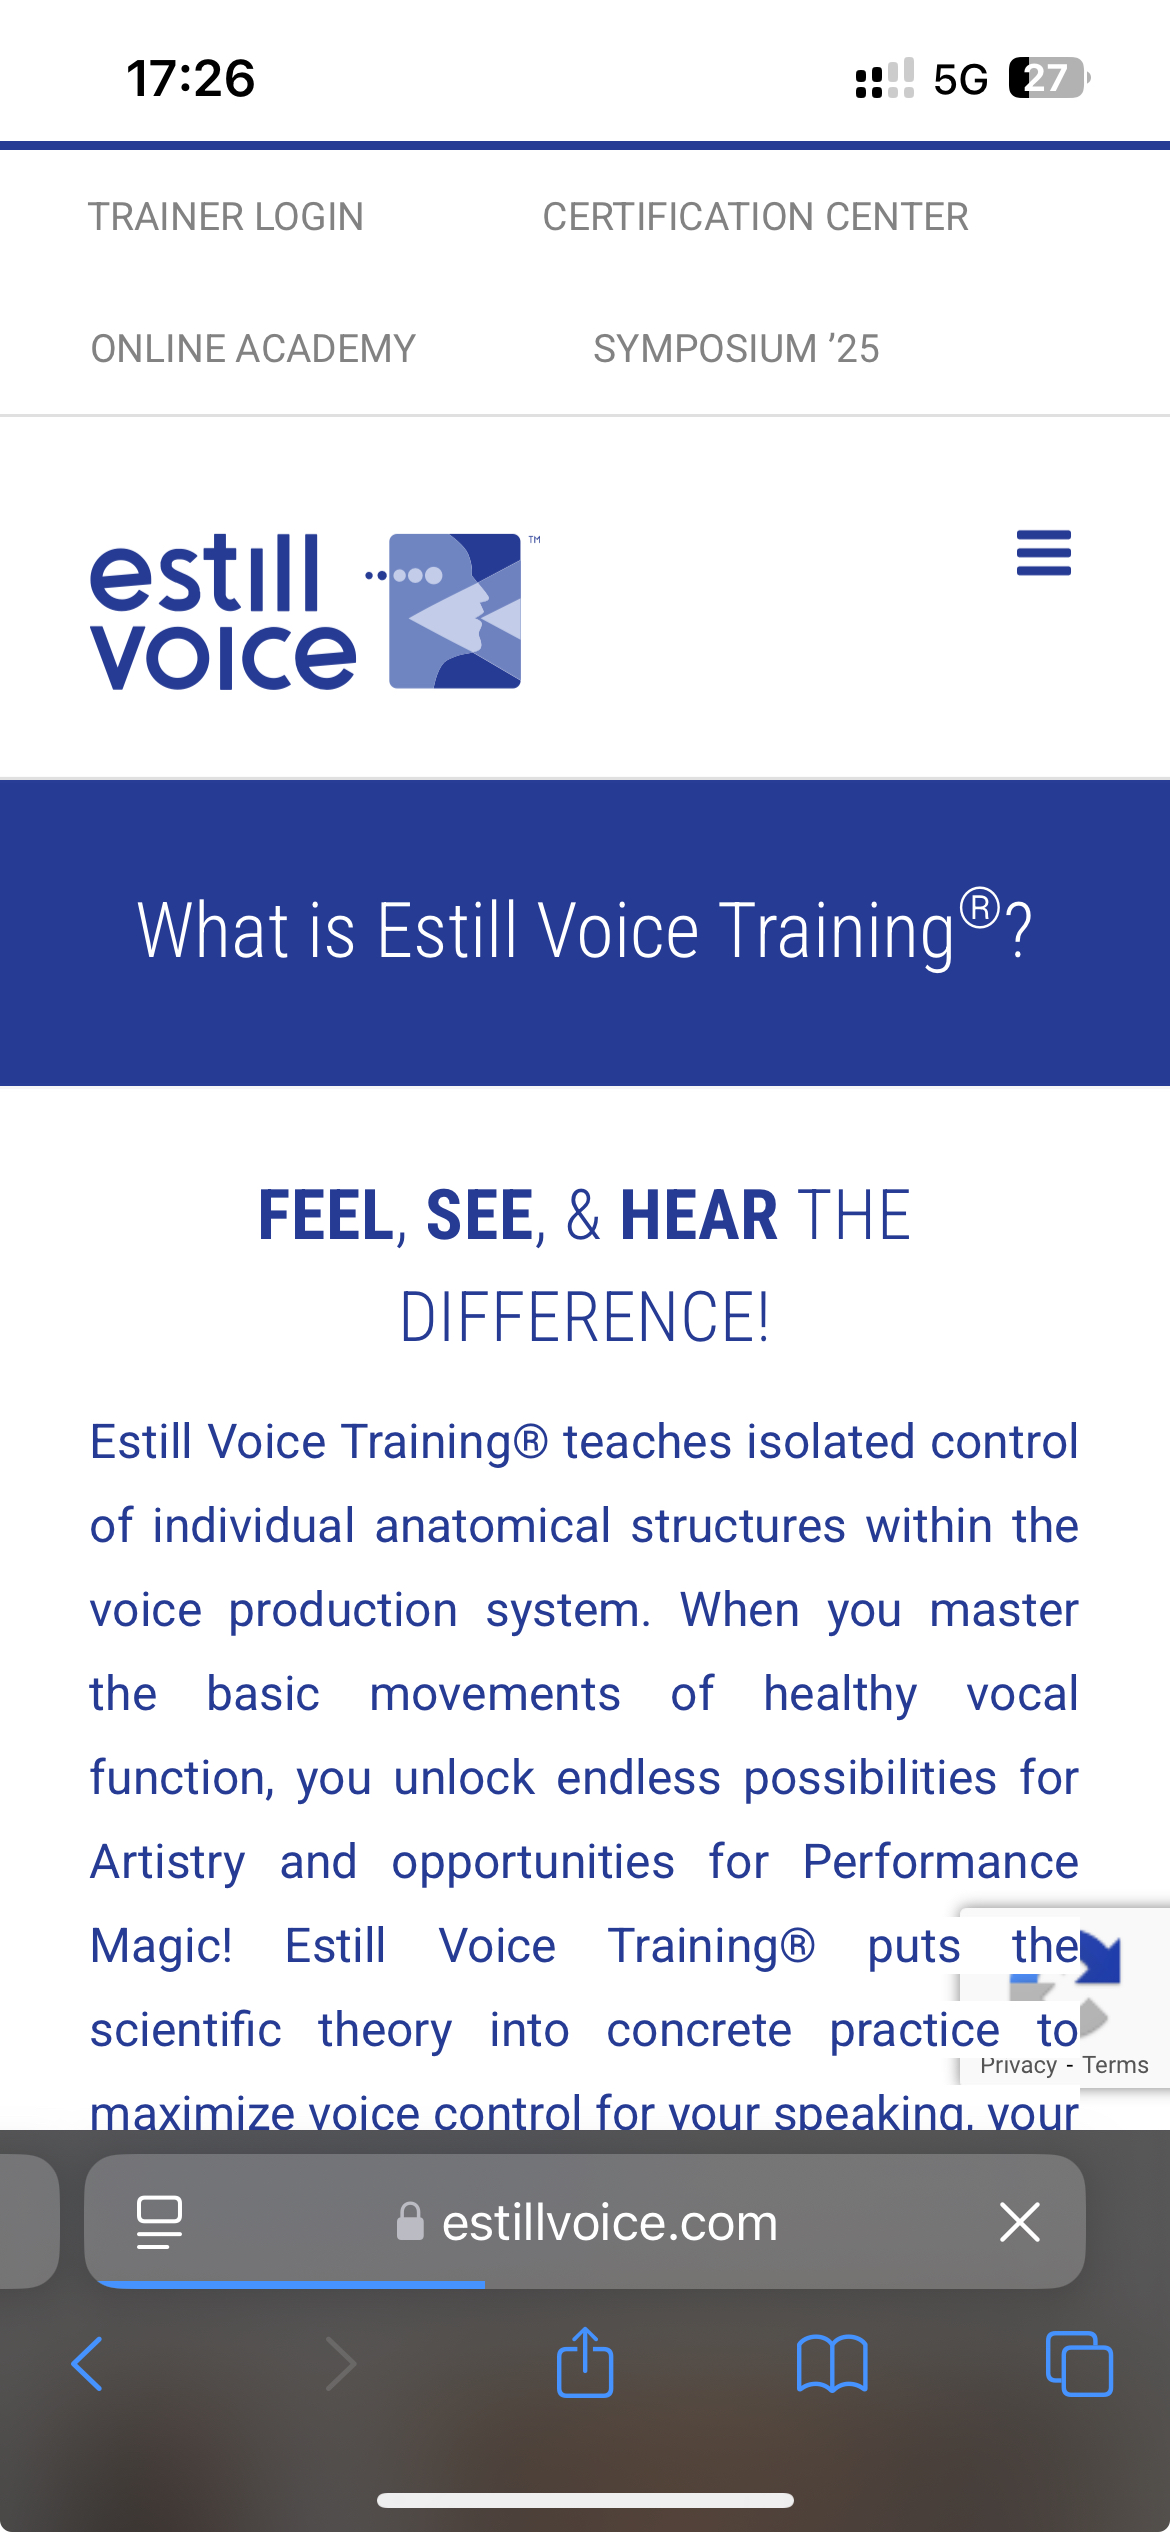 17:26
5G 27
TRAINER LOGIN CERTIFICATION CENTER
ONLINE ACADEMY SYMPOSIUM ’25
estill
voice
™
What is Estill Voice Training®?
FEEL, SEE, & HEAR THE
DIFFERENCE!
Estill Voice Training® teaches isolated control
of individual anatomical structures within the
voice production system. When you master
the basic movements of healthy vocal
function, you unlock endless possibilities for
Artistry and opportunities for Performance
Magic! Estill Voice Training® puts the
scientific theory into concrete practice to
Privacy - Terms
maximize voice control for your speaking, your
estillvoice.com